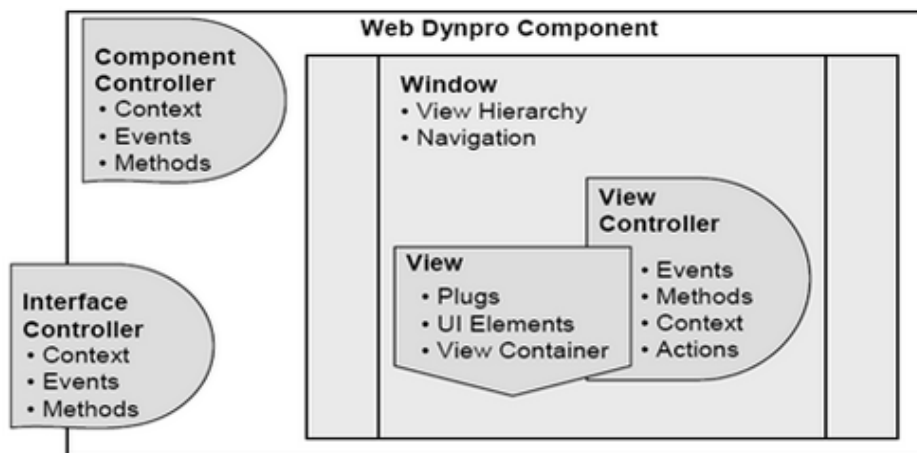 Web Dynpro Component
Component
Controller
• Context
• Events
• Methods
Window
• View Hierarchy
• Navigation
View
Controller
• Events
• Methods
• Context
• Actions
View
• Plugs
• UI Elements
• View Container
Interface
Controller
• Context
• Events
• Methods